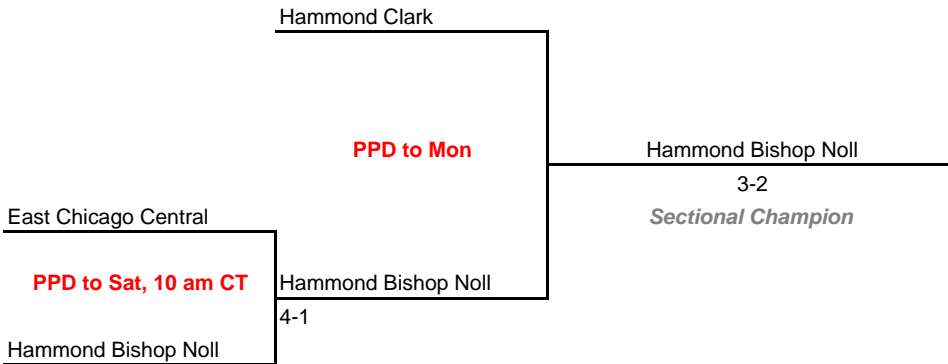 Hammond Clark
PPD to Mon
Hammond Bishop Noll
3-2
Sectional Champion
East Chicago Central
PPD to Sat, 10 am CT
Hammond Bishop Noll
4-1
Hammond Bishop Noll